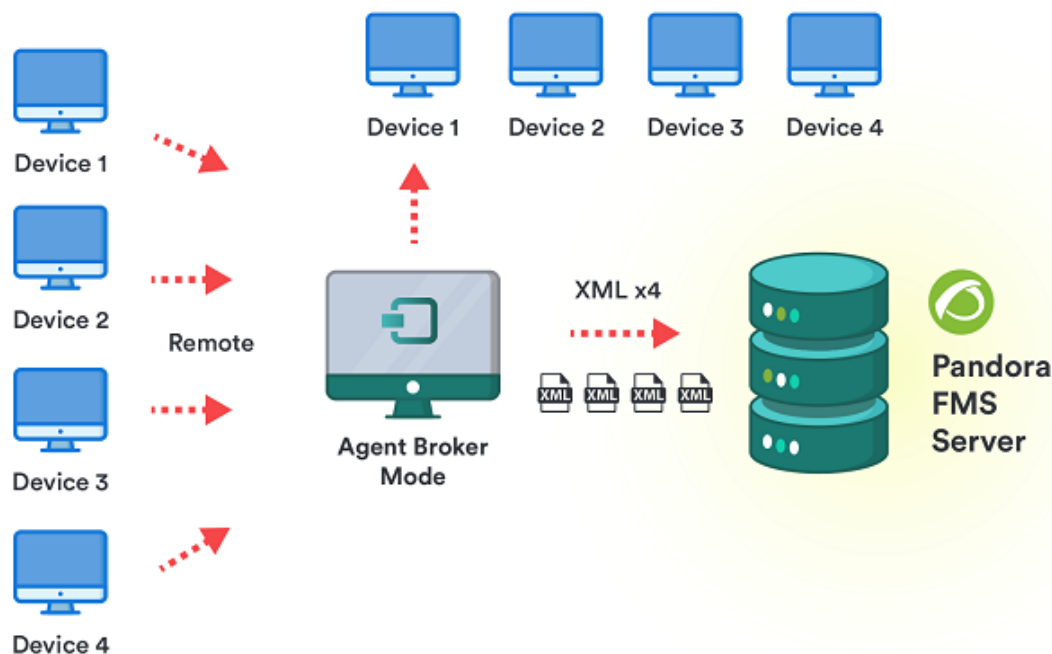 Device 1
Device 2
Device 3
Device 4
Device 1
Device 2
Remote
Device 3
Device 4
Agent Broker
Mode
XML x4
XML
XML
XML
XML
Pandora
FMS
Server